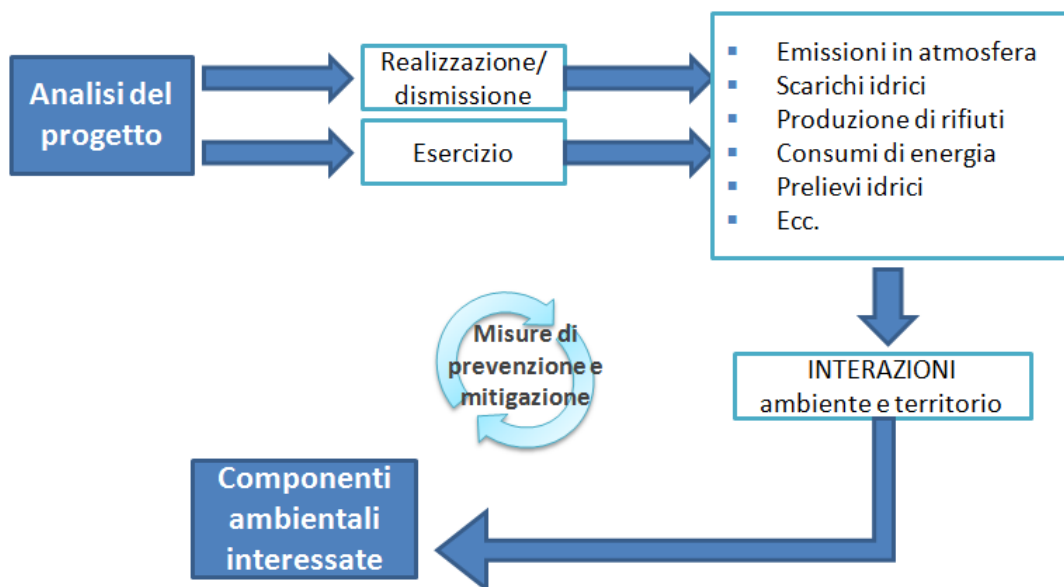 Analisi del
progetto
Realizzazione/
dismissione
Esercizio
▪ Emissioni in atmosfera
▪ Scarichi idrici
▪ Produzione di rifiuti
▪ Consumi di energia
▪ Prelievi idrici
▪ Ecc.
Misure di
prevenzione e
mitigazione
INTERAZIONI
ambiente e territorio
Componenti
ambientali
interessate